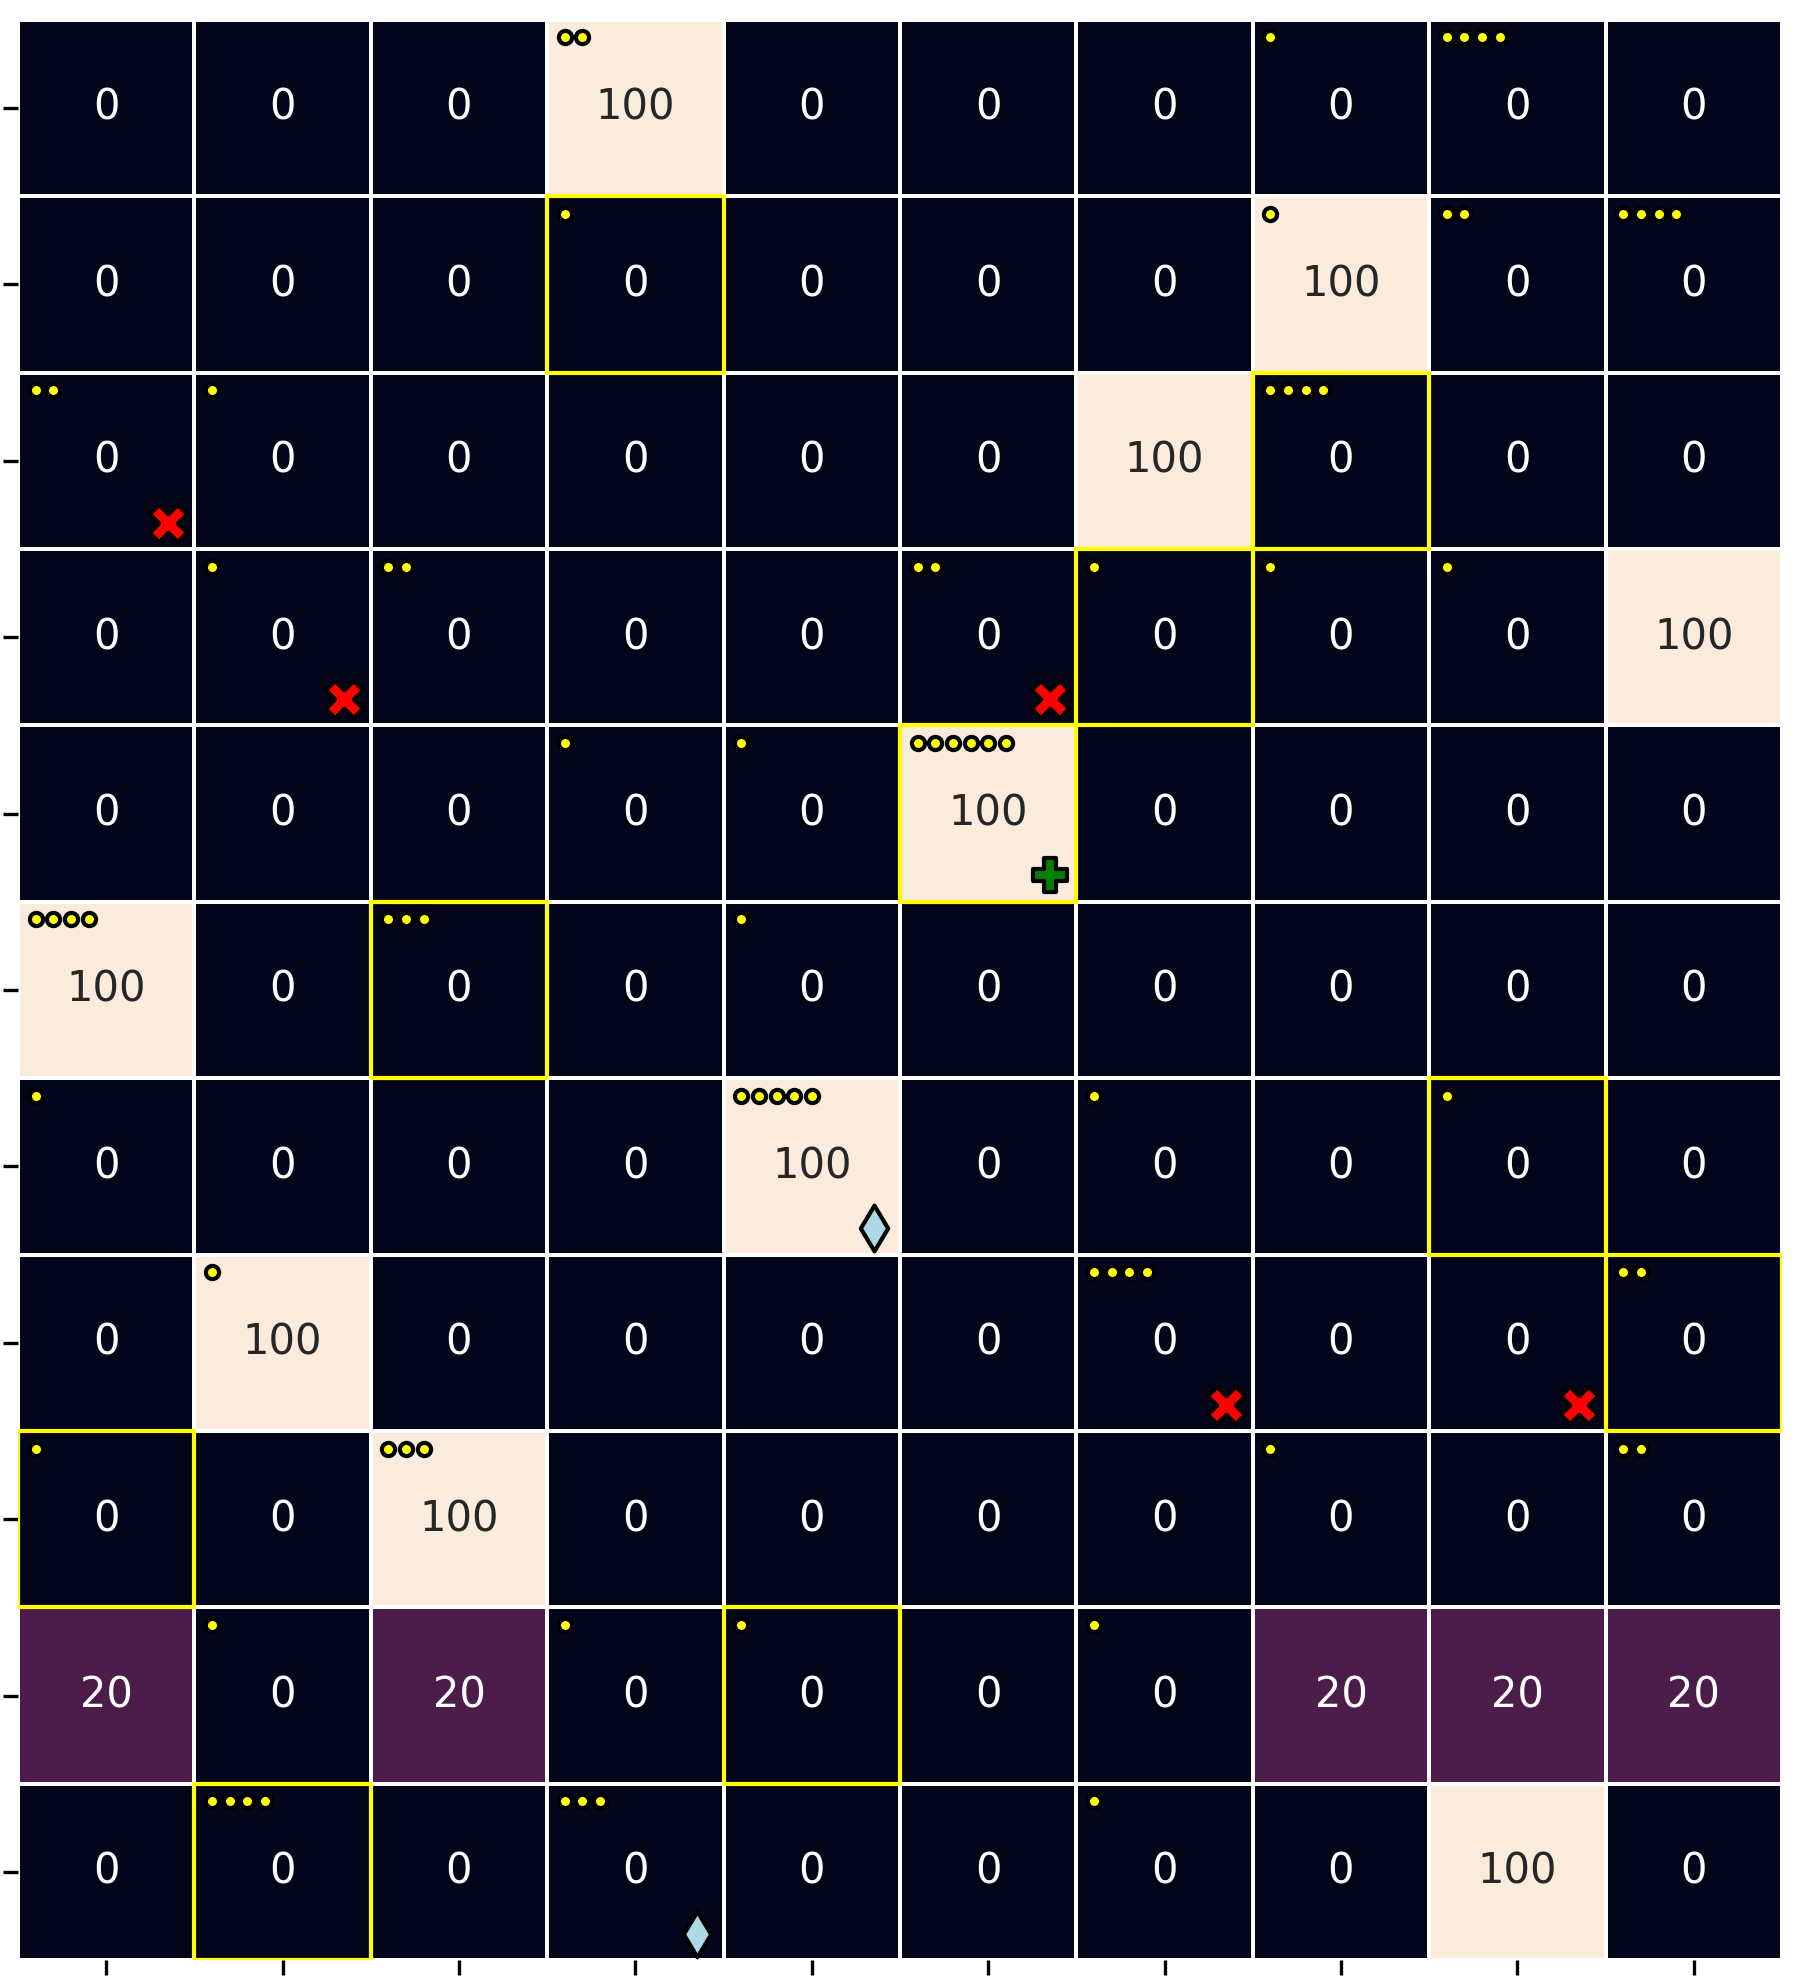 0 0 0 100 0 0 0 0 0 0
0 0 0 0 0 0 0 100 0 0
0 0 0 0 0 0 100 0 0 0
0 0 0 0 0 0 0 0 0 100
0 0 0 0 0 100 0 0 0 0
100 0 0 0 0 0 0 0 0 0
0 0 0 0 100 0 0 0 0 0
0 100 0 0 0 0 0 0 0 0
0 0 100 0 0 0 0 0 0 0
20 0 20 0 0 0 0 20 20 20
0 0 0 0 0 0 0 0 100 0